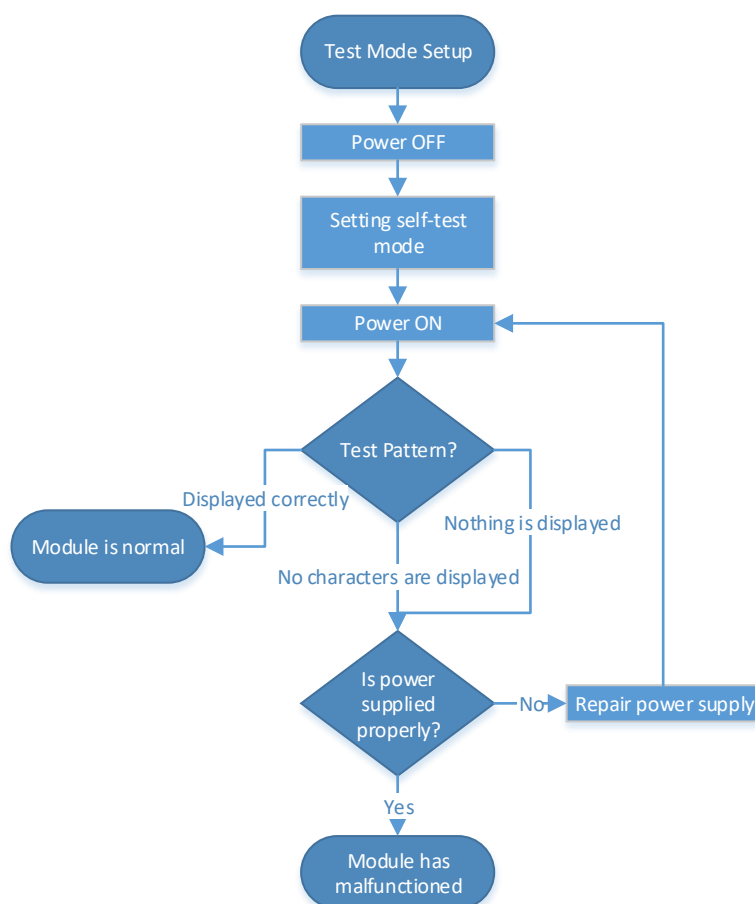 Test Mode Setup
Power OFF
Setting self-test
mode
Power ON
Test Pattern?
Displayed correctly
Nothing is displayed
Module is normal
No characters are displayed
Is power
supplied
properly?
No
Repair power supply
Yes
Module has
malfunctioned